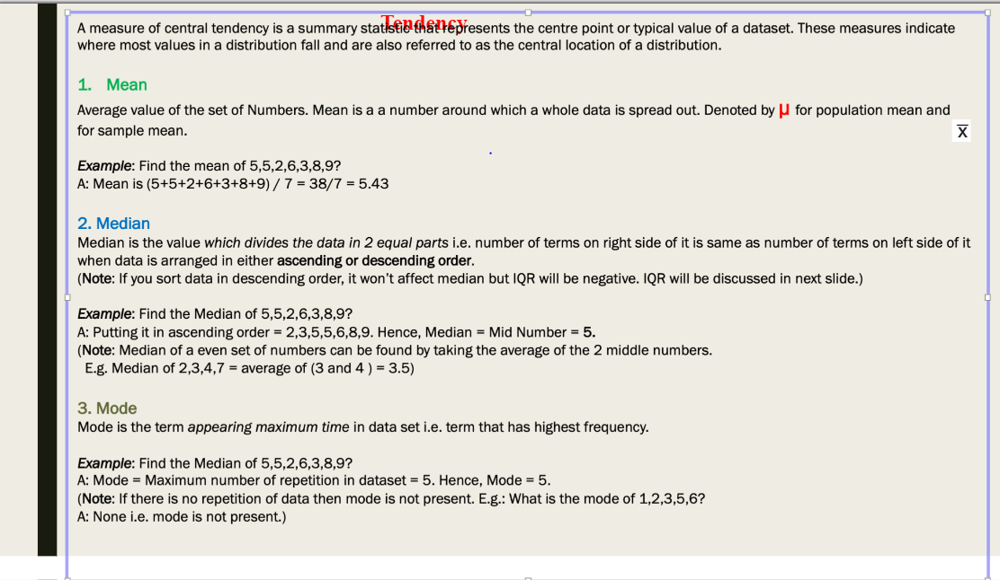 Tendency
A measure of central tendency is a summary statistic that represents the centre point or typical value of a dataset. These measures indicate
where most values in a distribution fall and are also referred to as the central location of a distribution.
1. Mean
Average value of the set of Numbers. Mean is a a number around which a whole data is spread out. Denoted by μ for population mean and
for sample mean.
x̅
Example: Find the mean of 5,5,2,6,3,8,9?
A: Mean is (5+5+2+6+3+8+9) / 7 = 38/7 = 5.43
2. Median
Median is the value which divides the data in 2 equal parts i.e. number of terms on right side of it is same as number of terms on left side of it
when data is arranged in either ascending or descending order.
(Note: If you sort data in descending order, it won't affect median but IQR will be negative. IQR will be discussed in next slide.)
Example: Find the Median of 5,5,2,6,3,8,9?
A: Putting it in ascending order = 2,3,5,5,6,8,9. Hence, Median = Mid Number = 5.
(Note: Median of a even set of numbers can be found by taking the average of the 2 middle numbers.
E.g. Median of 2,3,4,7 = average of (3 and 4 ) = 3.5)
3. Mode
Mode is the term appearing maximum time in data set i.e. term that has highest frequency.
Example: Find the Median of 5,5,2,6,3,8,9?
A: Mode = Maximum number of repetition in dataset = 5. Hence, Mode = 5.
(Note: If there is no repetition of data then mode is not present. E.g.: What is the mode of 1,2,3,5,6?
A: None i.e. mode is not present.)